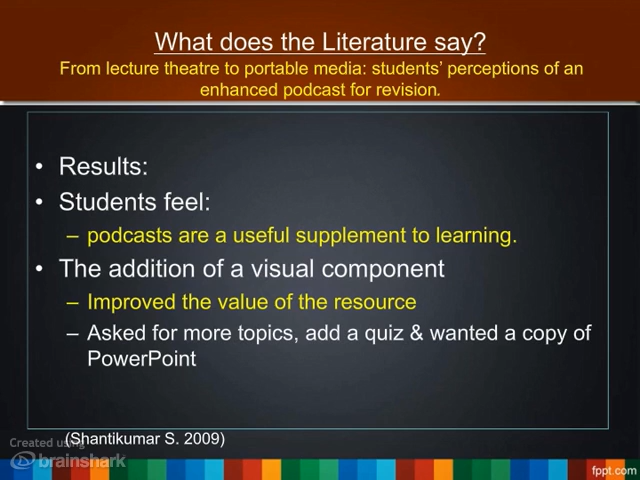 What does the Literature say?
From lecture theatre to portable media: students' perceptions of an
enhanced podcast for revision.
• Results:
• Students feel:
– podcasts are a useful supplement to learning.
• The addition of a visual component
– Improved the value of the resource
– Asked for more topics, add a quiz & wanted a copy of
PowerPoint
(Shantikumar S. 2009)
Created using
brainshark
fppt.com